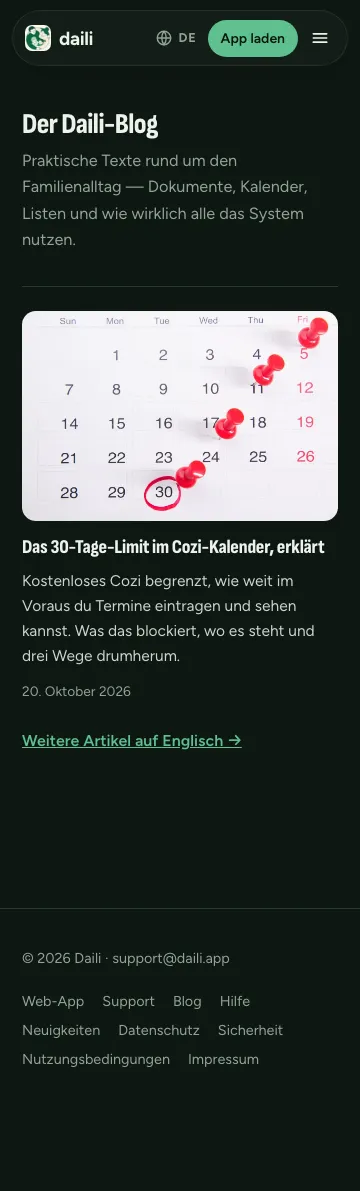 daili
DE
App laden
Der Daili-Blog
Praktische Texte rund um den
Familienalltag — Dokumente, Kalender,
Listen und wie wirklich alle das System
nutzen.
Sun Mon Tue Wed Thu Fri
1 2 3 4 5
7 8 9 10 11 12
14 15 16 17 18 19
21 22 23 24 25 26
28 29 30
Das 30-Tage-Limit im Cozi-Kalender, erklärt
Kostenloses Cozi begrenzt, wie weit im
Voraus du Termine eintragen und sehen
kannst. Was das blockiert, wo es steht und
drei Wege drumherum.
20. Oktober 2026
Weitere Artikel auf Englisch →
© 2026 Daili · support@daili.app
Web-App Support Blog Hilfe
Neuigkeiten Datenschutz Sicherheit
Nutzungsbedingungen Impressum